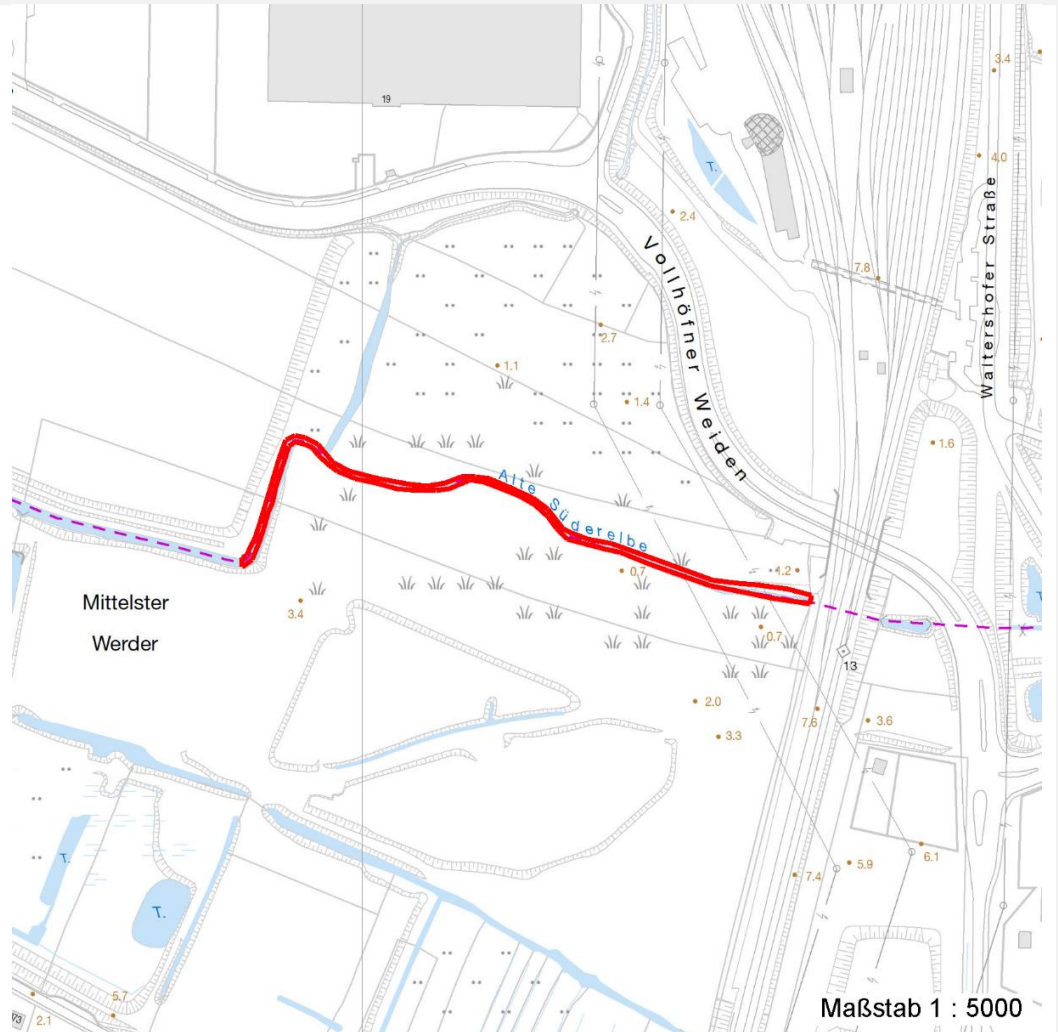 3.4
19
4.0
T.
2.4
Waltershofer Straße
Vollhöfner Weiden
7.8
2.7
1.1
1.4
1.6
Alte Süderelbe
0.7
1.2
Mittelster
Werder
3.4
0.7
13
2.0
7.6
3.6
3.3
6.1
5.9
T.
7.4
T.
5.7
2.1
73
Maßstab 1 : 5000